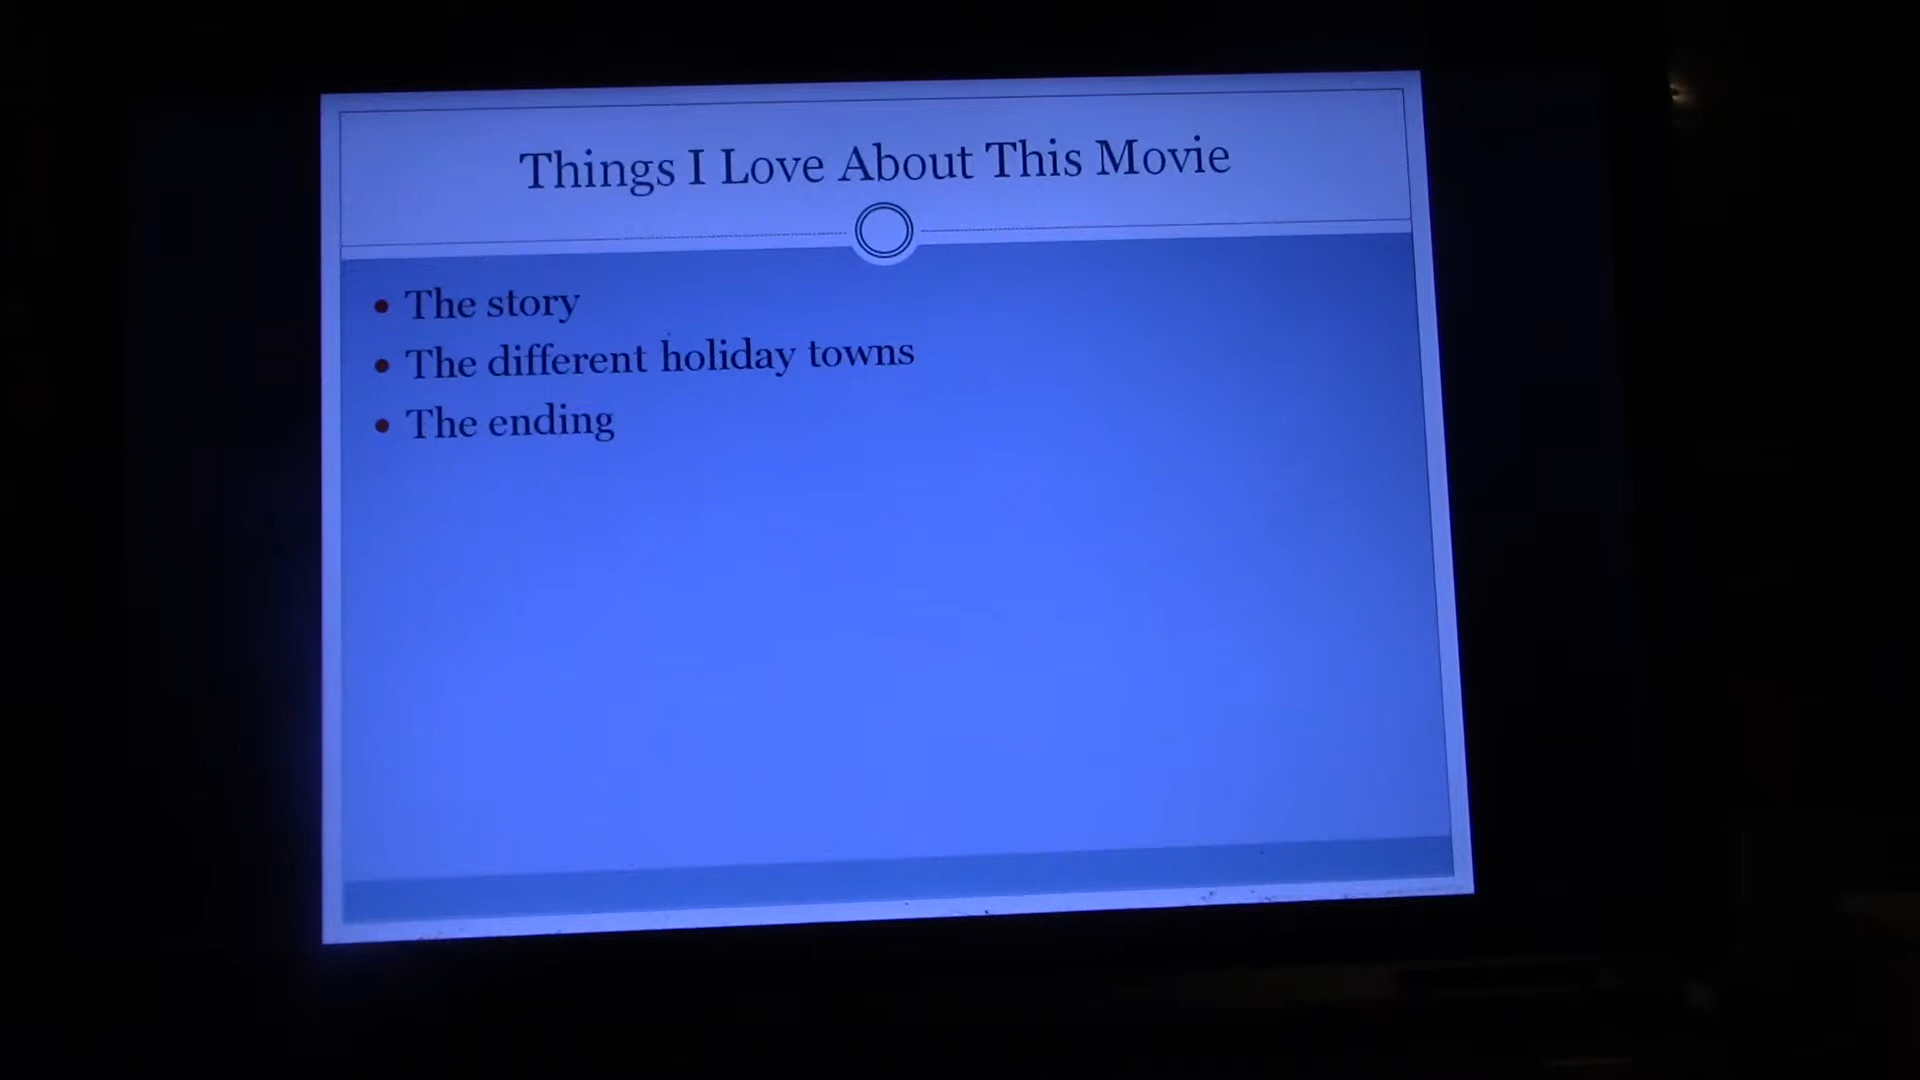 Things I Love About This Movie
The story
The different holiday towns
The ending